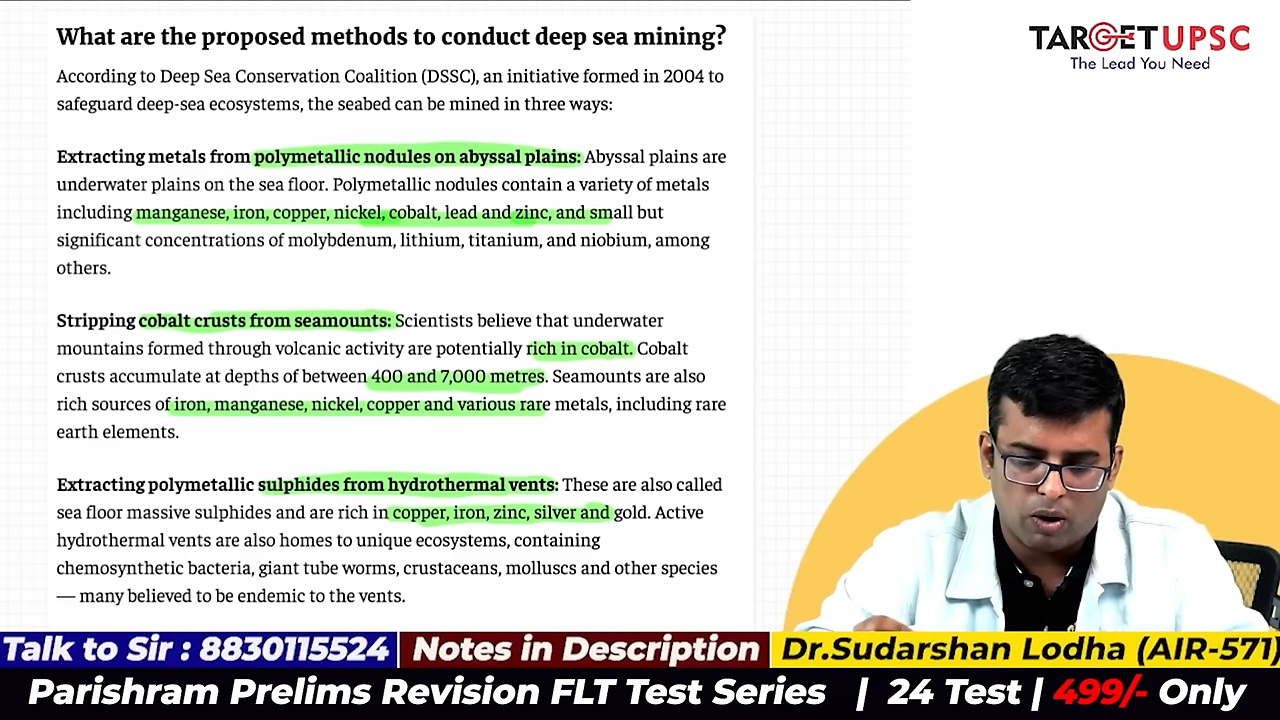 What are the proposed methods to conduct deep sea mining?
According to Deep Sea Conservation Coalition (DSSC), an initiative formed in 2004 to
safeguard deep-sea ecosystems, the seabed can be mined in three ways:
Extracting metals from polymetallic nodules on abyssal plains: Abyssal plains are
underwater plains on the sea floor. Polymetallic nodules contain a variety of metals
including manganese, iron, copper, nickel, cobalt, lead and zinc, and small but
significant concentrations of molybdenum, lithium, titanium, and niobium, among
others.
Stripping cobalt crusts from seamounts: Scientists believe that underwater
mountains formed through volcanic activity are potentially rich in cobalt. Cobalt
crusts accumulate at depths of between 400 and 7,000 metres. Seamounts are also
rich sources of iron, manganese, nickel, copper and various rare metals, including rare
earth elements.
Extracting polymetallic sulphides from hydrothermal vents: These are also called
sea floor massive sulphides and are rich in copper, iron, zinc, silver and gold. Active
hydrothermal vents are also homes to unique ecosystems, containing
chemosynthetic bacteria, giant tube worms, crustaceans, molluscs and other species
— many believed to be endemic to the vents.
TARGET UPSC
The Lead You Need
Talk to Sir : 8830115524
Notes in Description
Dr.Sudarshan Lodha (AIR-571)
Parishram Prelims Revision FLT Test Series | 24 Test | 499/- Only